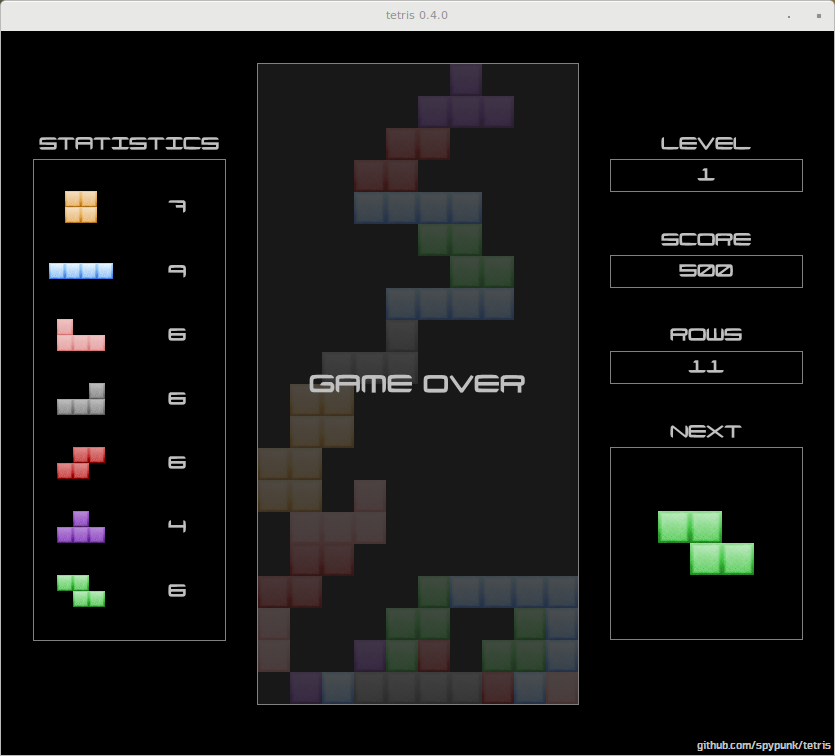 tetris 0.4.0
STATISTICS
7
9
6
6
6
4
6
GAME OVER
LEVEL
1
SCORE
500
ROWS
11
NEXT
github.com/spypunk/tetris